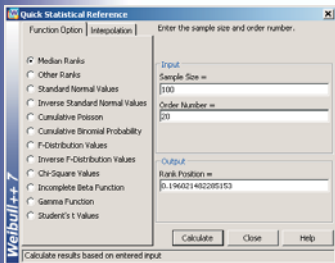 Quick Statistical Reference
Function Option
Interpolation
Enter the sample size and order number.
Median Ranks
Other Ranks
Standard Normal Values
Inverse Standard Normal Values
Cumulative Poisson
Cumulative Binomial Probability
F-Distribution Values
Inverse F-Distribution Values
Chi-Square Values
Incomplete Beta Function
Gamma Function
Student's t Values
Input
Sample Size =
100
Order Number =
20
Output
Rank Position =
0.196021482285153
Calculate
Close
Help
Weibull++ 7
Calculate results based on entered input